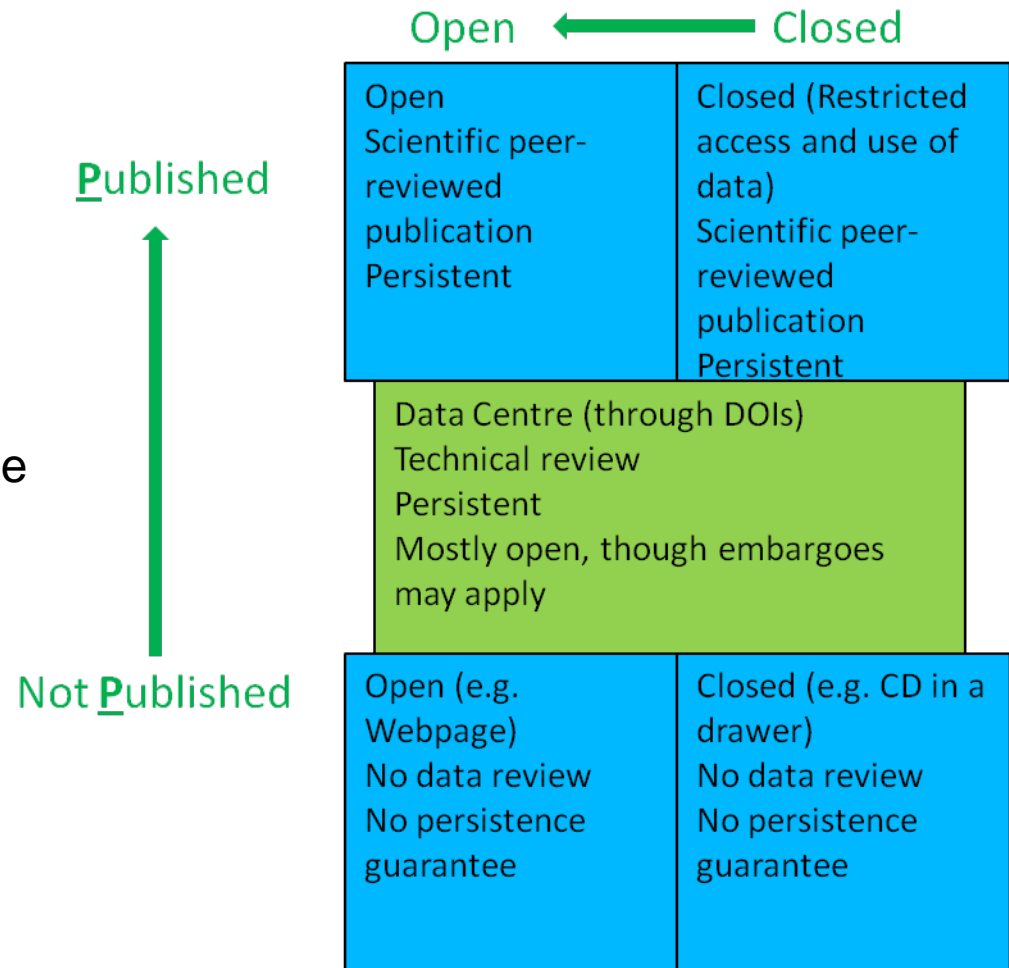 Open Closed
Published
Open
Scientific peer-
reviewed
publication
Persistent
Closed (Restricted
access and use of
data)
Scientific peer-
reviewed
publication
Persistent
e
Data Centre (through DOIs)
Technical review
Persistent
Mostly open, though embargoes
may apply
Not Published
Open (e.g.
Webpage)
No data review
No persistence
guarantee
Closed (e.g. CD in a
drawer)
No data review
No persistence
guarantee